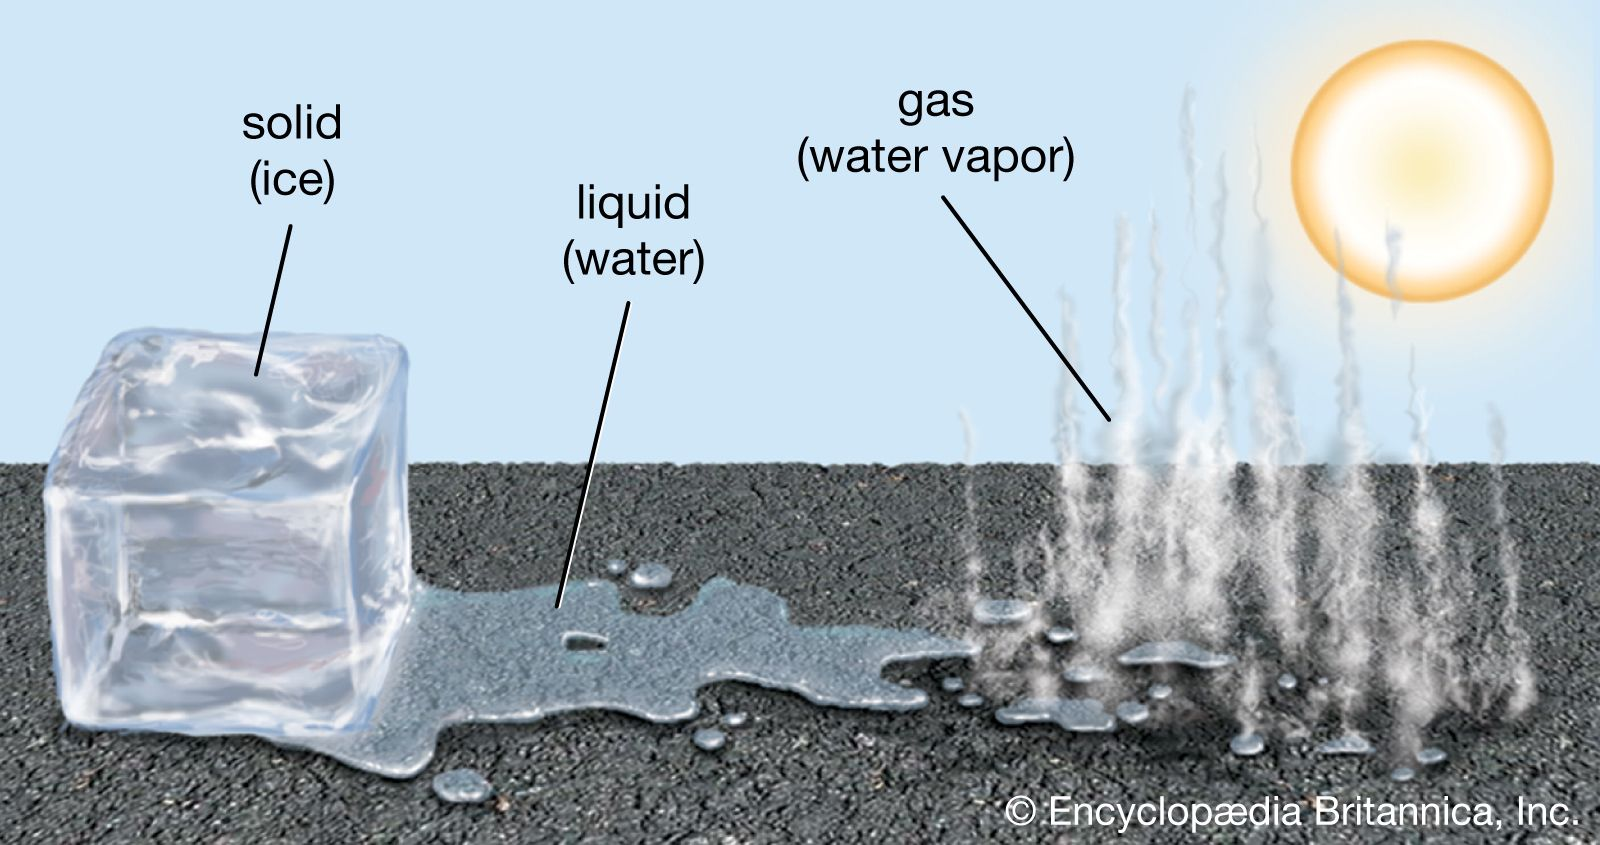 solid
(ice)
liquid
(water)
gas
(water vapor)
© Encyclopædia Britannica, Inc.